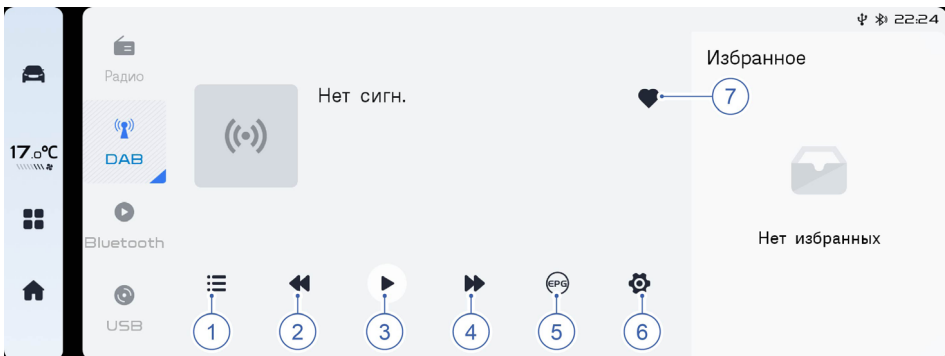 22:24
Радио
DAB
Bluetooth
USB
17.0°C
Нет сигн.
Избранное
7
Нет избранных
EPG
1
2
3
4
5
6